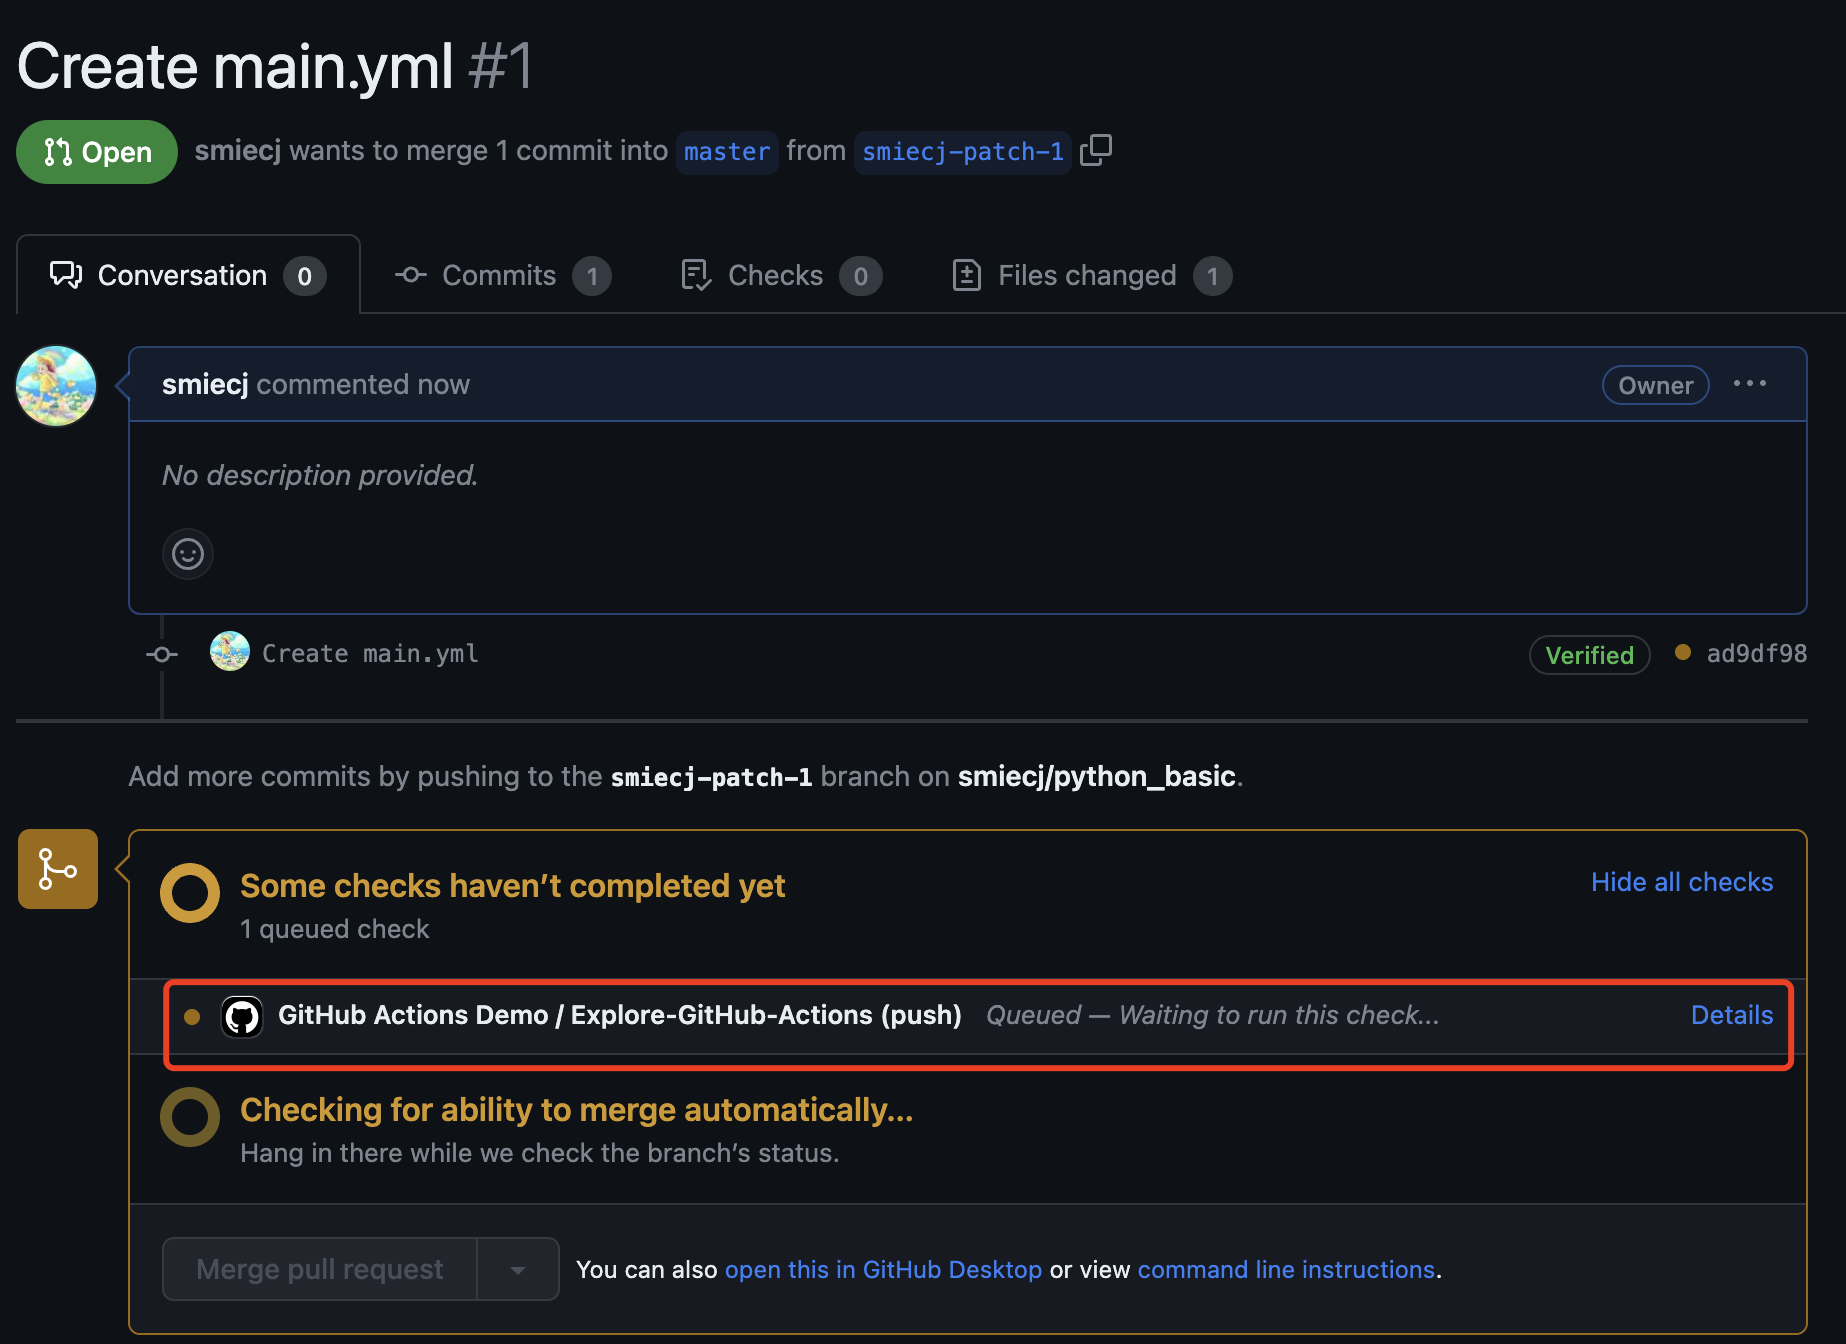 Create main.yml #1
Open smiecj wants to merge 1 commit into master from smiecj-patch-1
Conversation 0 Commits 1 Checks 0 Files changed 1
smiecj commented now Owner
No description provided.
Create main.yml Verified ad9df98
Add more commits by pushing to the smiecj-patch-1 branch on smiecj/python_basic.
Some checks haven’t completed yet Hide all checks
1 queued check
GitHub Actions Demo / Explore-GitHub-Actions (push) Queued — Waiting to run this check... Details
Checking for ability to merge automatically...
Hang in there while we check the branch’s status.
Merge pull request You can also open this in GitHub Desktop or view command line instructions.